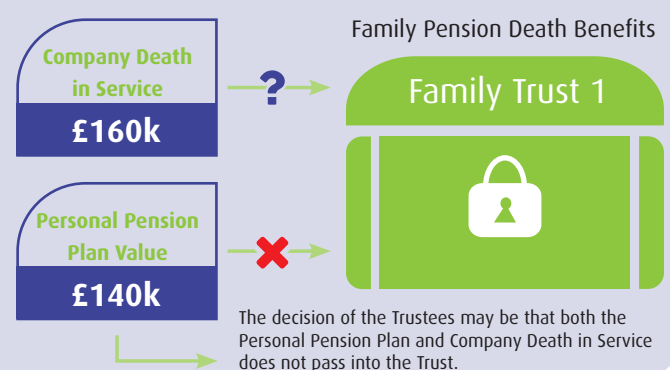 Family Pension Death Benefits
Company Death
in Service
£160k
?
Family Trust 1
Personal Pension
Plan Value
£140k
The decision of the Trustees may be that both the
Personal Pension Plan and Company Death in Service
does not pass into the Trust.